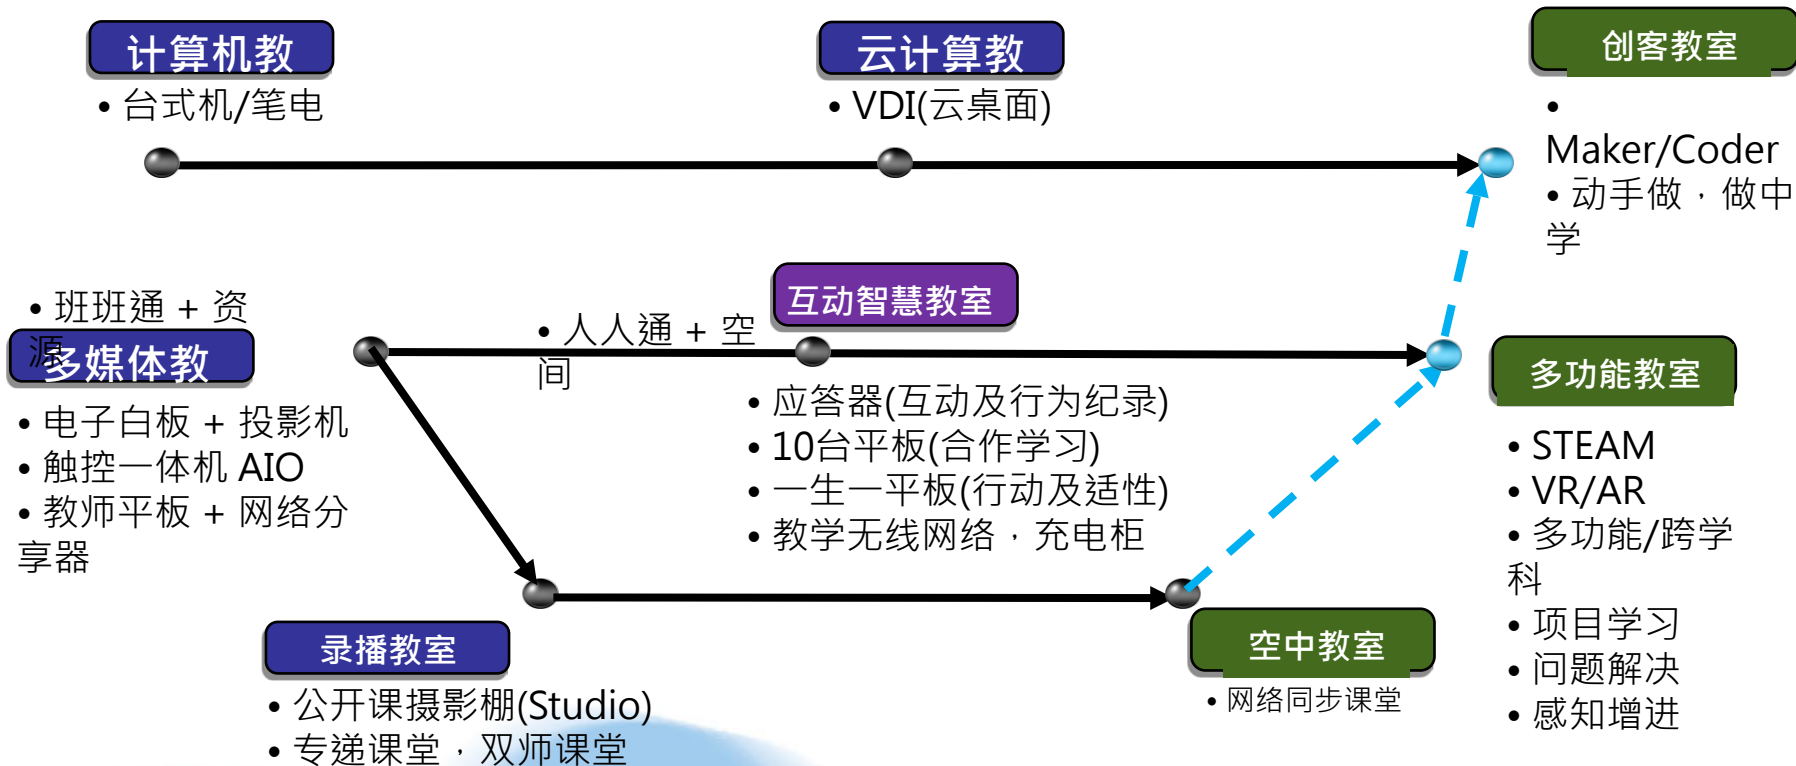 计算机教
• 台式机/笔电
云计算教
• VDI(云桌面)
创客教室
•
Maker/Coder
• 动手做，做中
学
• 班班通 + 资
源
多媒体教
• 电子白板 + 投影机
• 触控一体机 AIO
• 教师平板 + 网络分
享器
• 人人通 + 空
间
互动智慧教室
• 应答器(互动及行为纪录)
• 10台平板(合作学习)
• 一生一平板(行动及适性)
• 教学无线网络，充电柜
多功能教室
• STEAM
• VR/AR
• 多功能/跨学
科
• 项目学习
• 问题解决
• 感知增进
录播教室
• 公开课摄影棚(Studio)
• 专递课堂，双师课堂
空中教室
• 网络同步课堂